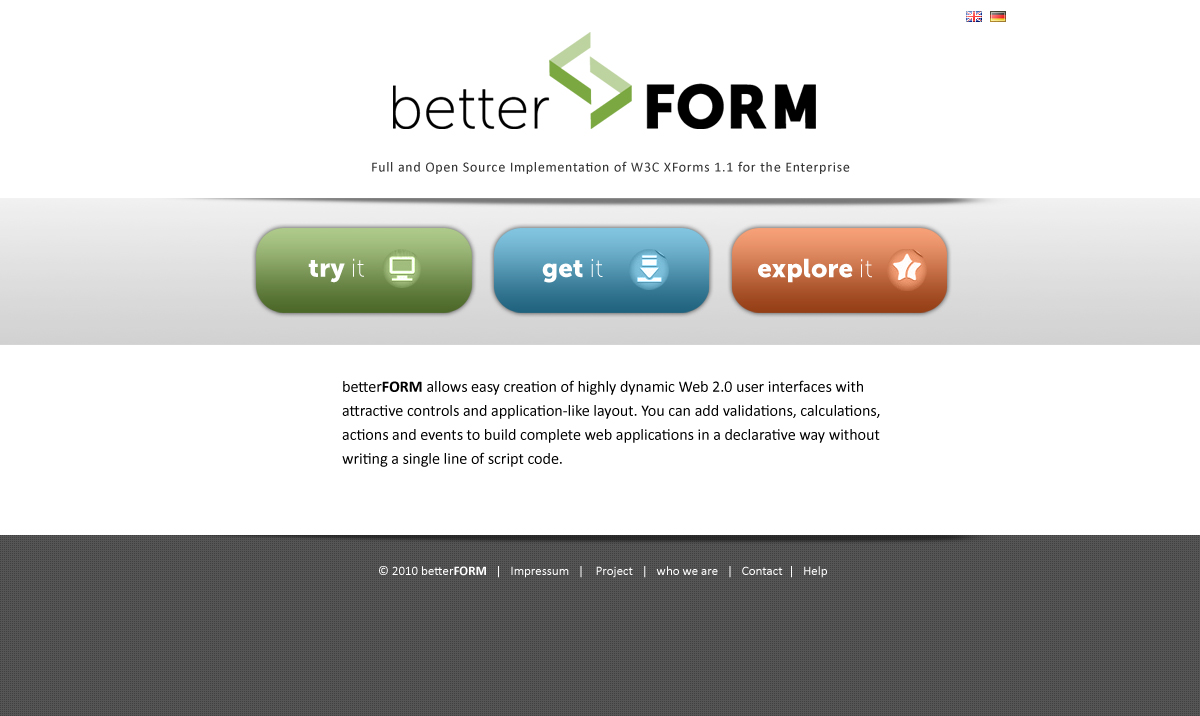 betterFORM
Full and Open Source Implementation of W3C XForms 1.1 for the Enterprise
try it
get it
explore it
betterFORM allows easy creation of highly dynamic Web 2.0 user interfaces with
attractive controls and application-like layout. You can add validations, calculations,
actions and events to build complete web applications in a declarative way without
writing a single line of script code.
© 2010 betterFORM | Impressum | Project | who we are | Contact | Help